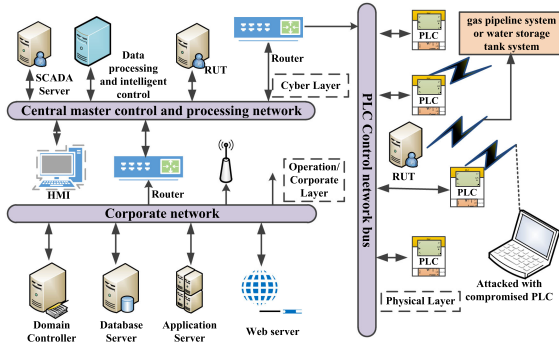 SCADA
Server
Data
processing
and intelligent
control
RUT
Router
Cyber Layer
Central master control and processing network
HMI
Router
Operation/
Corporate
Layer
Corporate network
Domain
Controller
Database
Server
Application
Server
Web server
PLC Control network bus
PLC
PLC
RUT
PLC
PLC
gas pipeline system
or water storage
tank system
Attacked with
compromised PLC
Physical Layer